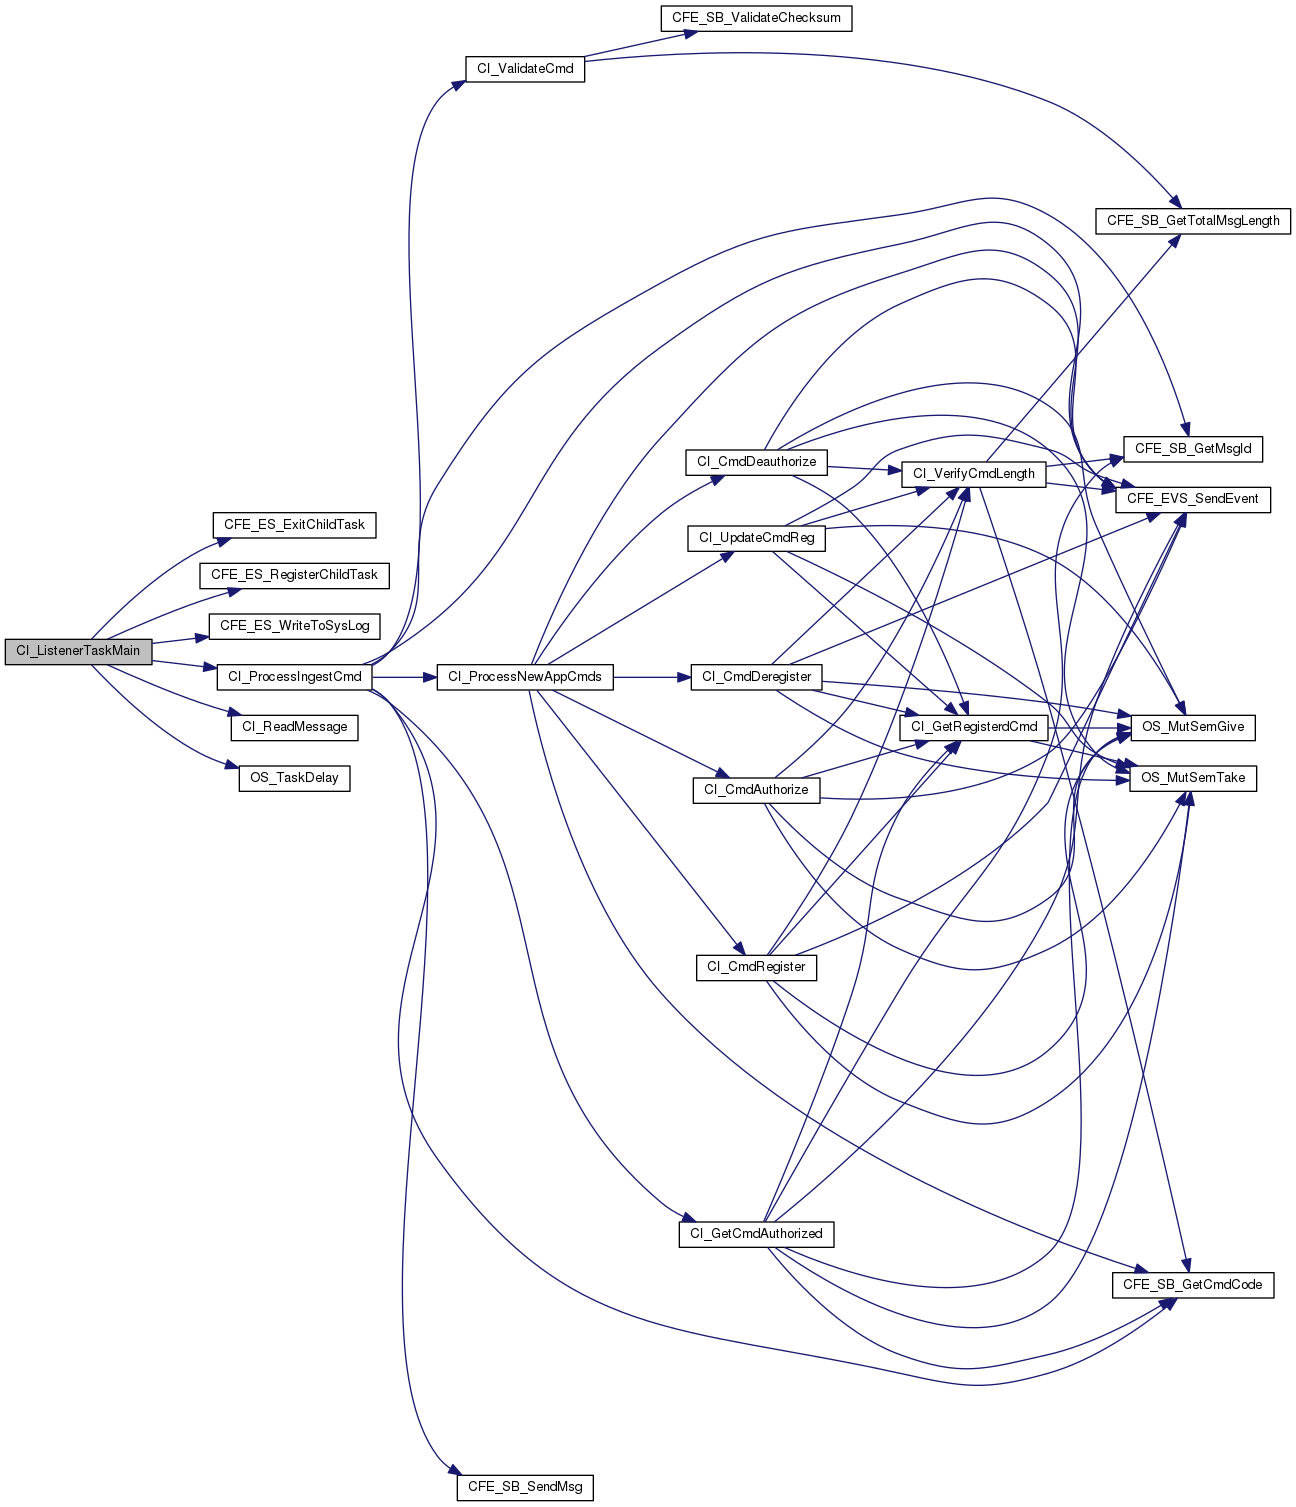 CFE_SB_ValidateChecksum
CI_ValidateCmd
CFE_SB_GetTotalMsgLength
CFE_SB_GetMsgId
CI_CmdDeauthorize
CI_VerifyCmdLength
CFE_EVS_SendEvent
CFE_ES_ExitChildTask
CI_UpdateCmdReg
CFE_ES_RegisterChildTask
CFE_ES_WriteToSysLog
CI_ListenerTaskMain
CI_ProcessIngestCmd
CI_ProcessNewAppCmds
CI_CmdDeregister
CI_ReadMessage
CI_GetRegisterdCmd
OS_MutSemGive
OS_TaskDelay
CI_CmdAuthorize
OS_MutSemTake
CI_CmdRegister
CI_GetCmdAuthorized
CFE_SB_GetCmdCode
CFE_SB_SendMsg